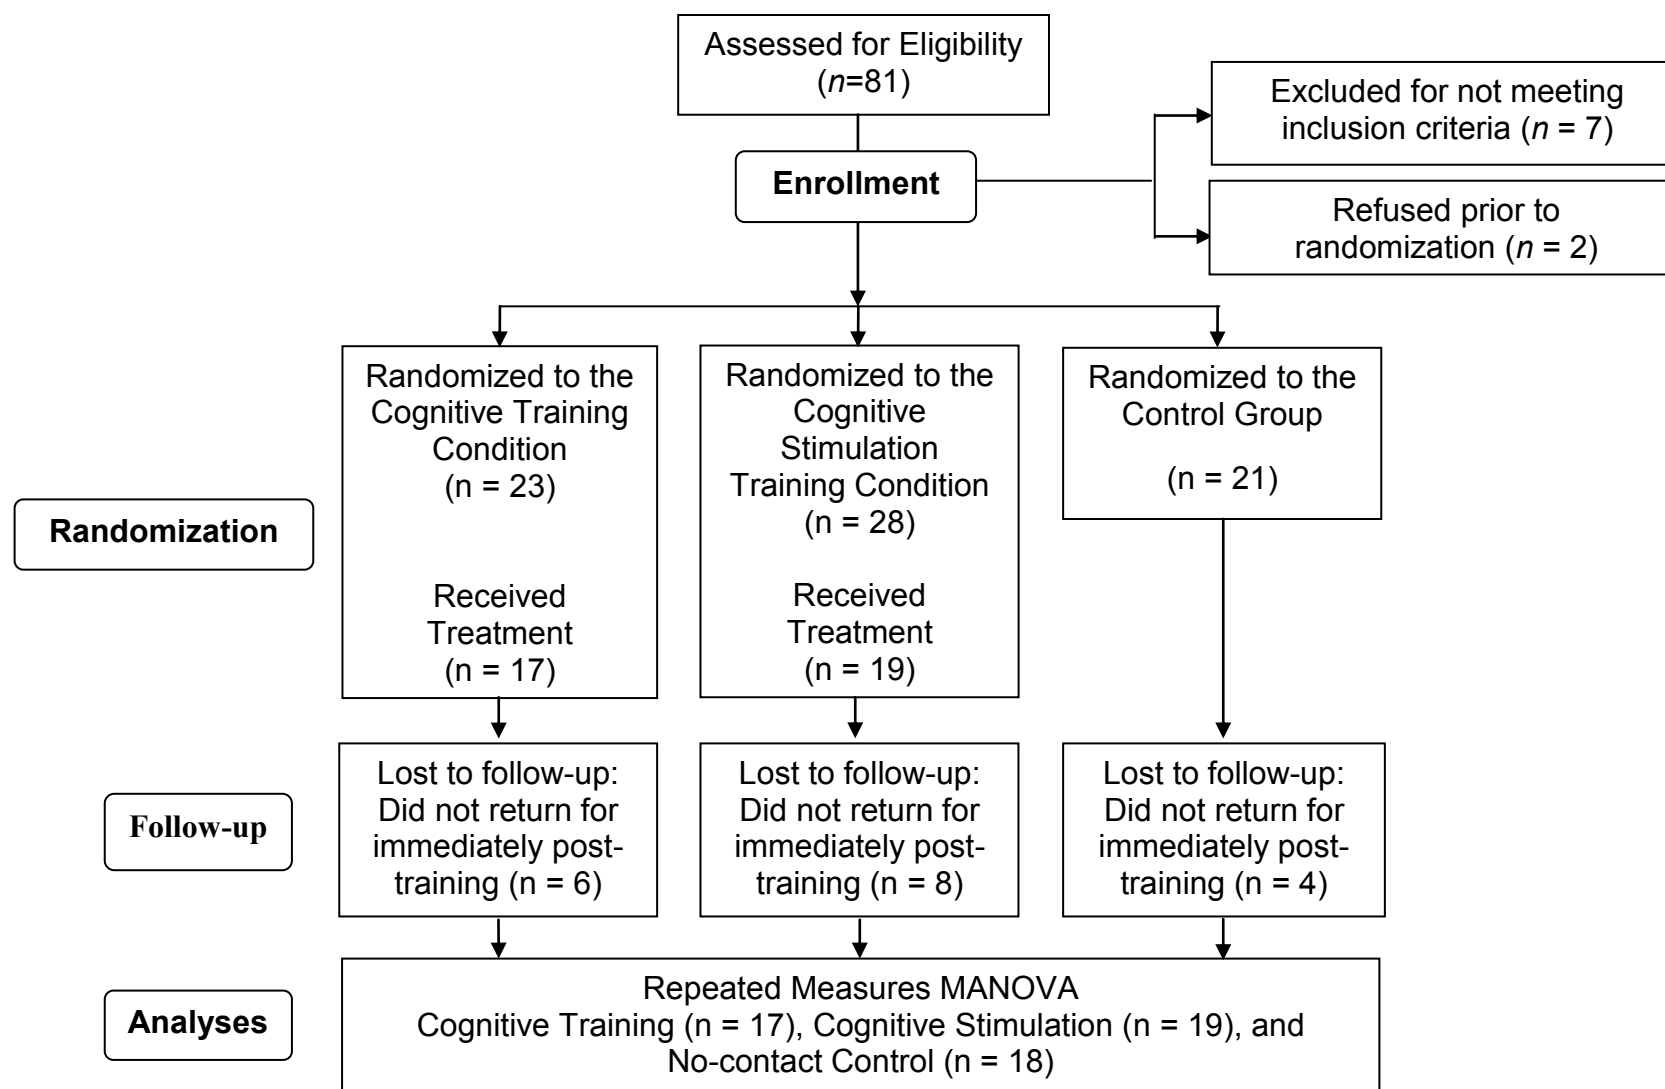 Assessed for Eligibility
(n=81)
Excluded for not meeting
inclusion criteria (n = 7)
Enrollment
Refused prior to
randomization (n = 2)
Randomized to the
Cognitive Training
Condition
(n = 23)
Received
Treatment
(n = 17)
Randomized to the
Cognitive
Stimulation
Training Condition
(n = 28)
Received
Treatment
(n = 19)
Randomized to the
Control Group
(n = 21)
Randomization
Lost to follow-up:
Did not return for
immediately post-
training (n = 6)
Lost to follow-up:
Did not return for
immediately post-
training (n = 8)
Lost to follow-up:
Did not return for
immediately post-
training (n = 4)
Follow-up
Repeated Measures MANOVA
Cognitive Training (n = 17), Cognitive Stimulation (n = 19), and
No-contact Control (n = 18)
Analyses